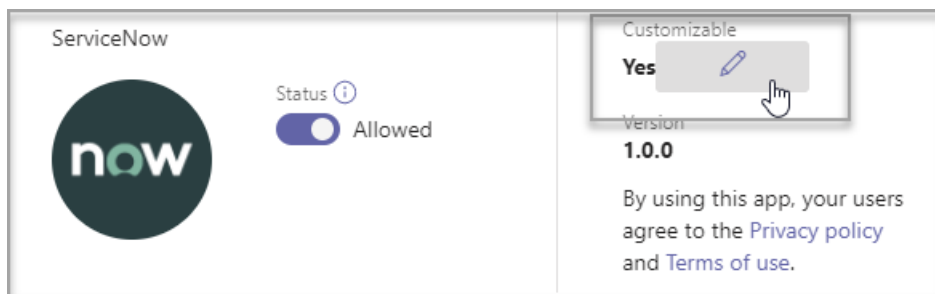 ServiceNow
now
Status
Allowed
Customizable
Yes
Version
1.0.0
By using this app, your users
agree to the Privacy policy
and Terms of use.